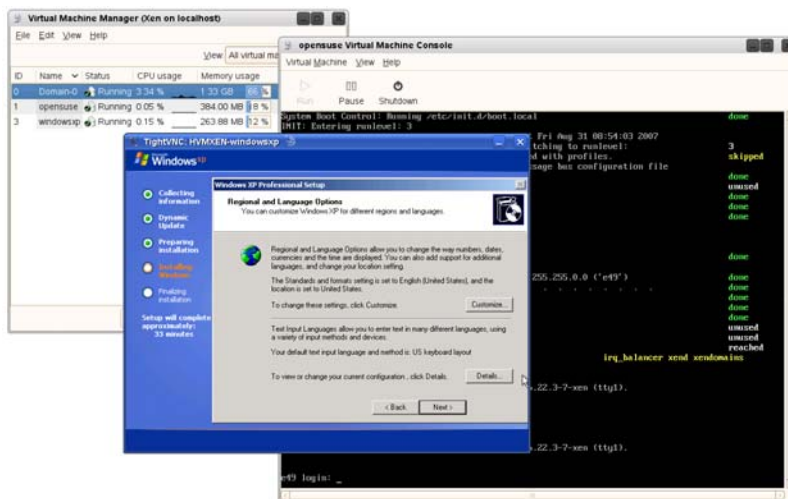 Virtual Machine Manager (Xen on localhost)
File Edit View Help
View: All virtual ma
ID Name Status CPU usage Memory usage
0 Domain-0 Running 3.34 % 1.33 GB 66 %
1 opensuse Running 0.05 % 384.00 MB 18 %
3 windowsxp Running 0.15 % 263.88 MB 12 %
opensuse Virtual Machine Console
Virtual Machine View Help
Run Pause Shutdown
System Boot Control: Running /etc/init.d/boot.local done
INIT: Entering runlevel: 3
Fri Aug 31 08:54:03 2007
tching to runlevel: 3
d with profiles. skipped
sage bus configuration file
done
unused
done
done
done
done
255.255.0.0 ('e49') done
. . . . . . . . done
done
done
done
unused
unused
reached
irq_balancer xend xendomains
.22.3-7-xen (tty1).
.22.3-7-xen (tty1).
e49 login: _
TightVNC: HVMXEN-windowsxp
Microsoft
Windows xp
Collecting
information
Dynamic
Update
Preparing
installation
Installing
Windows
Finalizing
installation
Setup will complete
approximately:
33 minutes
Windows XP Professional Setup
Regional and Language Options
You can customize Windows XP for different regions and languages.
Regional and Language Options allow you to change the way numbers, dates,
currencies and the time are displayed. You can also add support for additional
languages, and change your location setting.
The Standards and formats setting is set to English (United States), and the
location is set to United States.
To change these settings, click Customize.
Customize...
Text Input Languages allow you to enter text in many different languages, using
a variety of input methods and devices.
Your default text input language and method is: US keyboard layout
To view or change your current configuration, click Details.
Details...
< Back Next >